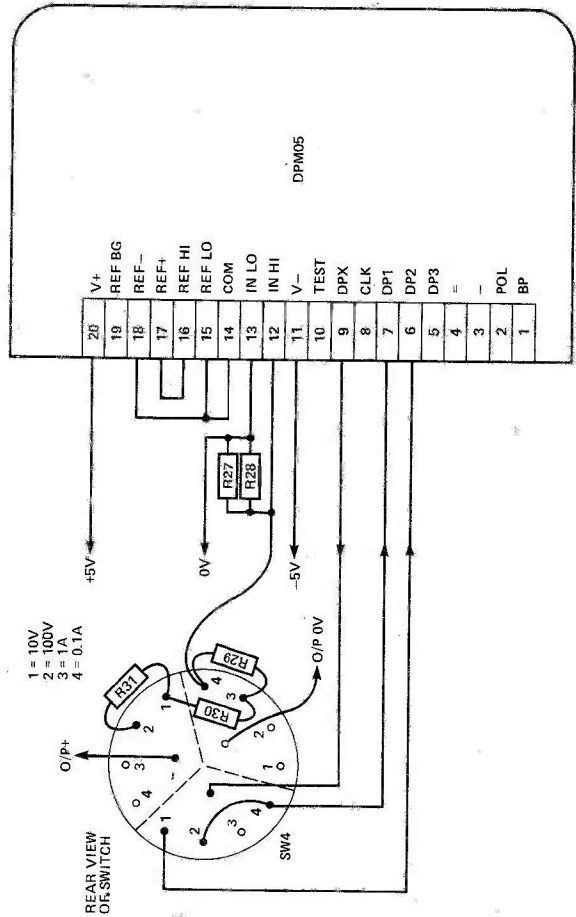 REAR VIEW
OF SWITCH
O/P+
1 = 10V
2 = 100V
3 = 1A
4 = 0.1A
R31
R30
R29
1
2
3
4
4
3
2
1
1
2
3
4
SW4
O/P 0V
+5V
0V
-5V
R27
R28
20 V+
19 REF BG
18 REF-
17 REF+
16 REF HI
15 REF LO
14 COM
13 IN LO
12 IN HI
11 V-
10 TEST
9 DPX
8 CLK
7 DP1
6 DP2
5 DP3
4 =
3 -
2 POL
1 BP
DPM05